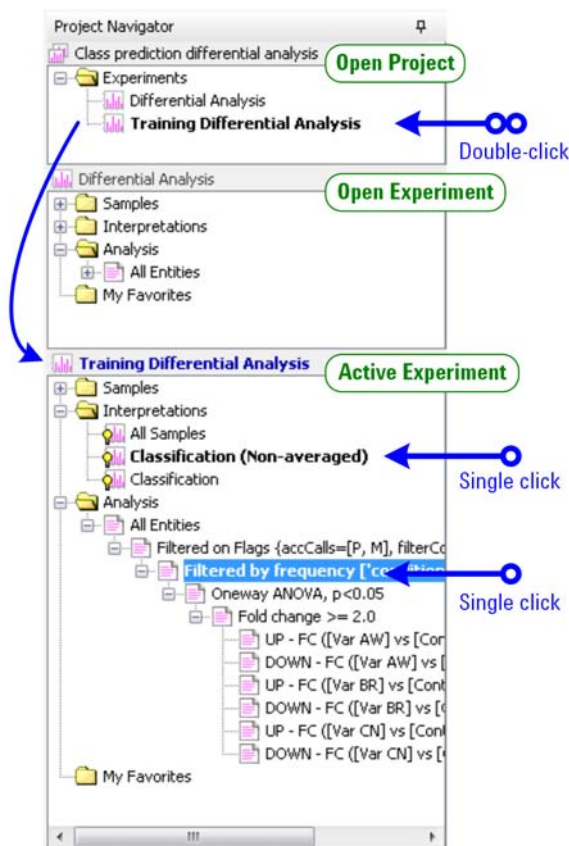 Project Navigator
Class prediction differential analysis
Open Project
Experiments
Differential Analysis
Training Differential Analysis
Double-click
Differential Analysis
Open Experiment
Samples
Interpretations
Analysis
All Entities
My Favorites
Training Differential Analysis
Active Experiment
Samples
Interpretations
All Samples
Classification (Non-averaged)
Single click
Classification
Analysis
All Entities
Filtered on Flags {accCalls=[P, M], filterCo
Filtered by frequency ['condition
Single click
Oneway ANOVA, p<0.05
Fold change >= 2.0
UP - FC ([Var AW] vs [Con
DOWN - FC ([Var AW] vs [
UP - FC ([Var BR] vs [Cont
DOWN - FC ([Var BR] vs [
UP - FC ([Var CN] vs [Cont
DOWN - FC ([Var CN] vs [
My Favorites